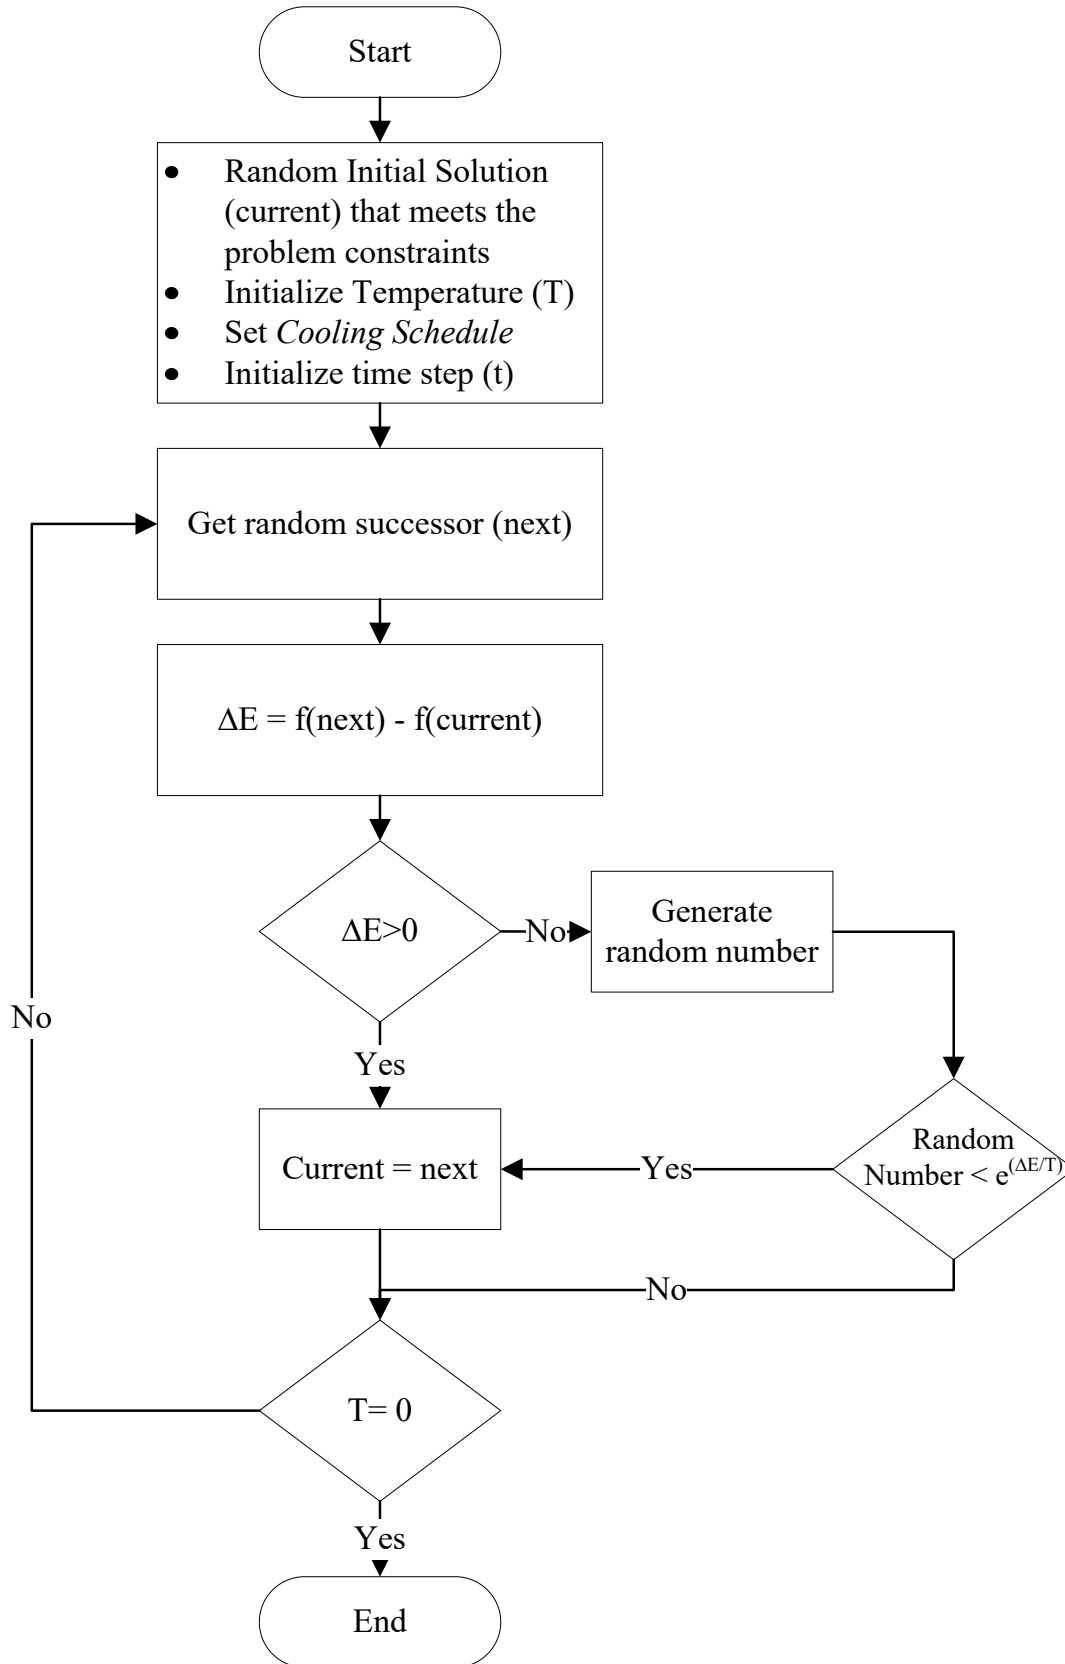 Start
• Random Initial Solution
(current) that meets the
problem constraints
• Initialize Temperature (T)
• Set Cooling Schedule
• Initialize time step (t)
Get random successor (next)
ΔE = f(next) - f(current)
ΔE>0
No
Generate
random number
Yes
No
Random
Number < e^(ΔE/T)
Current = next
Yes
No
T= 0
Yes
End